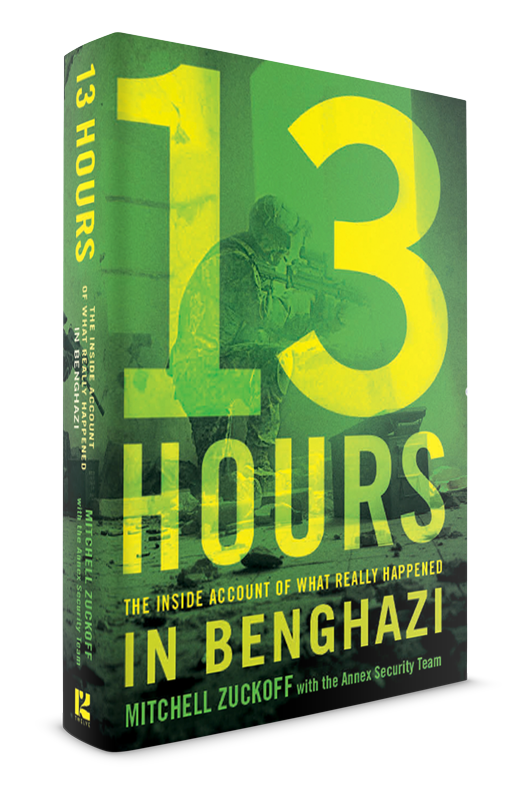 13
HOURS
THE INSIDE ACCOUNT OF WHAT REALLY HAPPENED
IN BENGHAZI
MITCHELL ZUCKOFF with the Annex Security Team
13 HOURS
THE INSIDE ACCOUNT
OF WHAT REALLY HAPPENED
IN BENGHAZI
MITCHELL ZUCKOFF
with the Annex Security Team
TWELVE